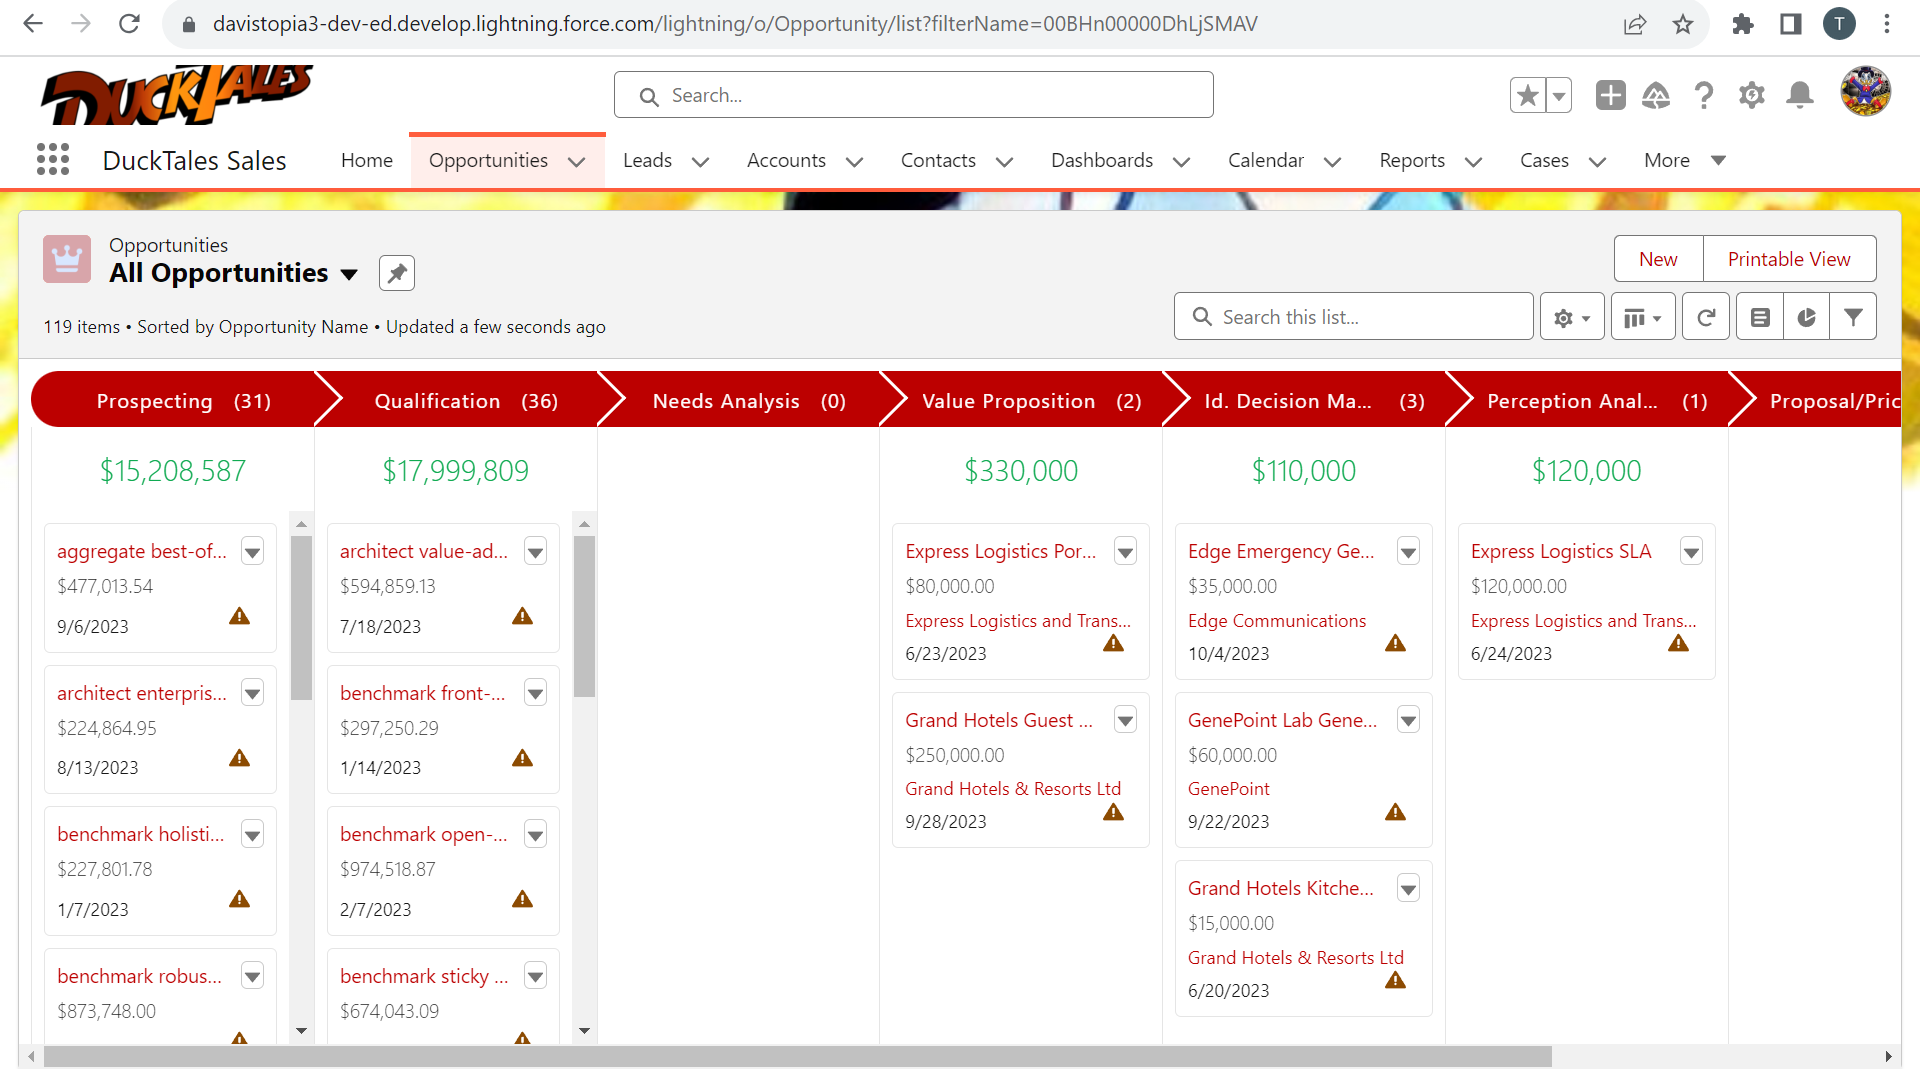 davistopia3-dev-ed.develop.lightning.force.com/lightning/o/Opportunity/list?filterName=00BHn00000DhLjSMAV
T
DUCKTALES
Search...
DuckTales Sales
Home
Opportunities
Leads
Accounts
Contacts
Dashboards
Calendar
Reports
Cases
More
Opportunities
All Opportunities
New
Printable View
119 items • Sorted by Opportunity Name • Updated a few seconds ago
Search this list...
Prospecting (31)
Qualification (36)
Needs Analysis (0)
Value Proposition (2)
Id. Decision Ma... (3)
Perception Anal... (1)
Proposal/Pric
$15,208,587
$17,999,809
$330,000
$110,000
$120,000
aggregate best-of...
$477,013.54
9/6/2023
architect enterpris...
$224,864.95
8/13/2023
benchmark holisti...
$227,801.78
1/7/2023
benchmark robus...
$873,748.00
architect value-ad...
$594,859.13
7/18/2023
benchmark front-...
$297,250.29
1/14/2023
benchmark open-...
$974,518.87
2/7/2023
benchmark sticky ...
$674,043.09
Express Logistics Por...
$80,000.00
Express Logistics and Trans...
6/23/2023
Grand Hotels Guest ...
$250,000.00
Grand Hotels & Resorts Ltd
9/28/2023
Edge Emergency Ge...
$35,000.00
Edge Communications
10/4/2023
GenePoint Lab Gene...
$60,000.00
GenePoint
9/22/2023
Grand Hotels Kitche...
$15,000.00
Grand Hotels & Resorts Ltd
6/20/2023
Express Logistics SLA
$120,000.00
Express Logistics and Trans...
6/24/2023